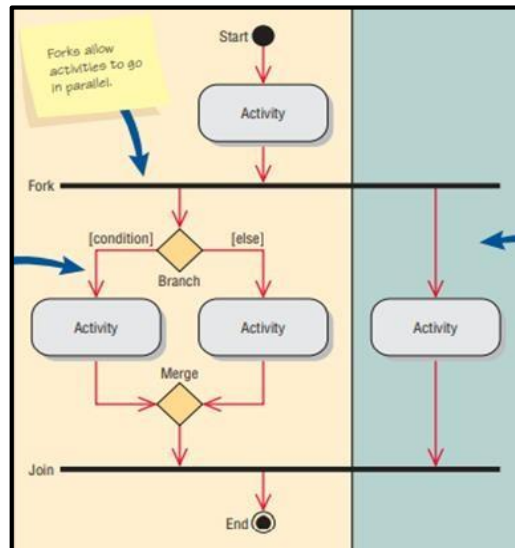 Start
Forks allow
activities to go
in parallel.
Activity
Fork
[condition]
[else]
Branch
Activity
Activity
Activity
Merge
Join
End